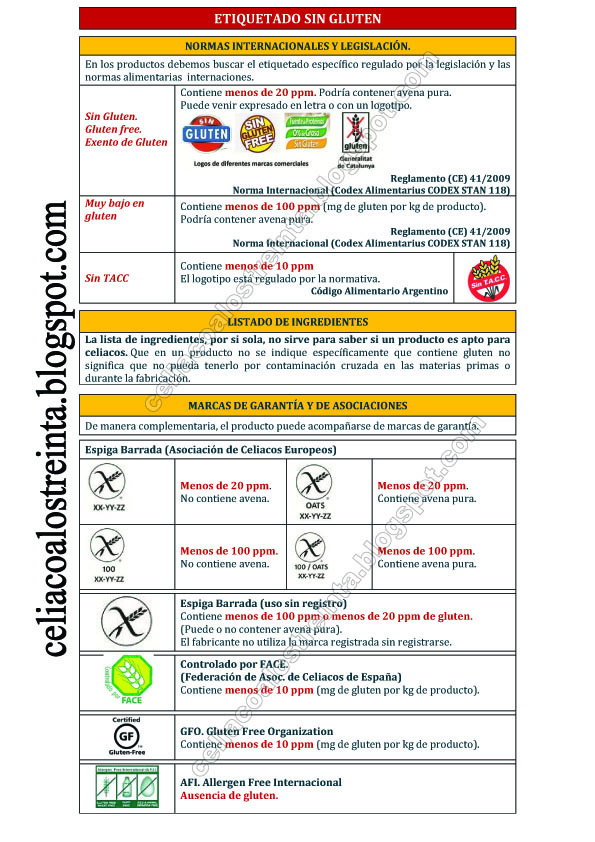 ETIQUETADO SIN GLUTEN
NORMAS INTERNACIONALES Y LEGISLACIÓN.
En los productos debemos buscar el etiquetado específico regulado por la legislación y las
normas alimentarias internaciones.
Sin Gluten.
Gluten free.
Exento de Gluten
Contiene menos de 20 ppm. Podría contener avena pura.
Puede venir expresado en letra o con un logotipo.
SIN
GLUTEN
SIN
GLUTEN
FREE
0% de Grasa
Sin Gluten
gluten
Logos de diferentes marcas comerciales
Generalitat
de Catalunya
Reglamento (CE) 41/2009
Norma Internacional (Codex Alimentarius CODEX STAN 118)
Muy bajo en
gluten
Contiene menos de 100 ppm (mg de gluten por kg de producto).
Podría contener avena pura.
Reglamento (CE) 41/2009
Norma Internacional (Codex Alimentarius CODEX STAN 118)
Sin TACC
Contiene menos de 10 ppm
El logotipo está regulado por la normativa.
Código Alimentario Argentino
Sin T.A.C.C
LISTADO DE INGREDIENTES
La lista de ingredientes, por si sola, no sirve para saber si un producto es apto para
celiacos. Que en un producto no se indique específicamente que contiene gluten no
significa que no pueda tenerlo por contaminación cruzada en las materias primas o
durante la fabricación.
MARCAS DE GARANTÍA Y DE ASOCIACIONES
De manera complementaria, el producto puede acompañarse de marcas de garantía.
Espiga Barrada (Asociación de Celiacos Europeos)
XX-YY-ZZ
Menos de 20 ppm.
No contiene avena.
OATS
XX-YY-ZZ
Menos de 20 ppm.
Contiene avena pura.
100
XX-YY-ZZ
Menos de 100 ppm.
No contiene avena.
100 / OATS
XX-YY-ZZ
Menos de 100 ppm.
Contiene avena pura.
Espiga Barrada (uso sin registro)
Contiene menos de 100 ppm o menos de 20 ppm de gluten.
(Puede o no contener avena pura).
El fabricante no utiliza la marca registrada sin registrarse.
Controlado por
FACE
Controlado por FACE.
(Federación de Asoc. de Celiacos de España)
Contiene menos de 10 ppm (mg de gluten por kg de producto).
Certified
GF
Gluten-Free
GFO. Gluten Free Organization
Contiene menos de 10 ppm (mg de gluten por kg de producto).
AFI. Allergen Free Internacional
Ausencia de gluten.
celiacoalostreinta.blogspot.com
celiacoalostreinta.blogspot.com
celiacoalostreinta.blogspot.com